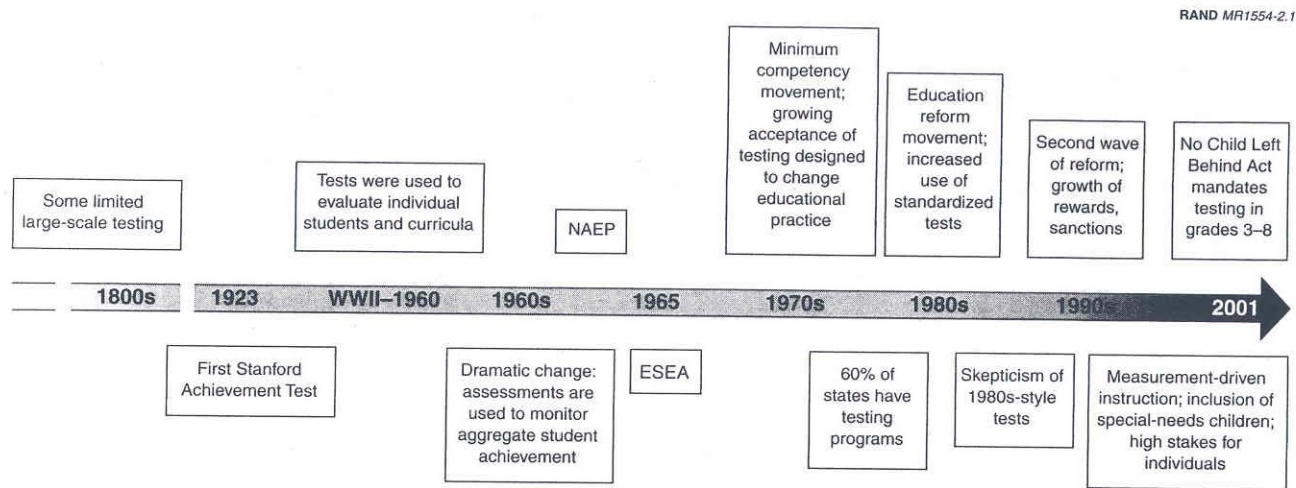 RAND MR1554-2.1
Some limited
large-scale testing
Tests were used to
evaluate individual
students and curricula
NAEP
Minimum
competency
movement;
growing
acceptance of
testing designed
to change
educational
practice
Education
reform
movement;
increased
use of
standardized
tests
Second wave
of reform;
growth of
rewards,
sanctions
No Child Left
Behind Act
mandates
testing in
grades 3–8
1800s 1923 WWII–1960 1960s 1965 1970s 1980s 1990s 2001
First Stanford
Achievement Test
Dramatic change:
assessments are
used to monitor
aggregate student
achievement
ESEA
60% of
states have
testing
programs
Skepticism of
1980s-style
tests
Measurement-driven
instruction; inclusion of
special-needs children;
high stakes for
individuals